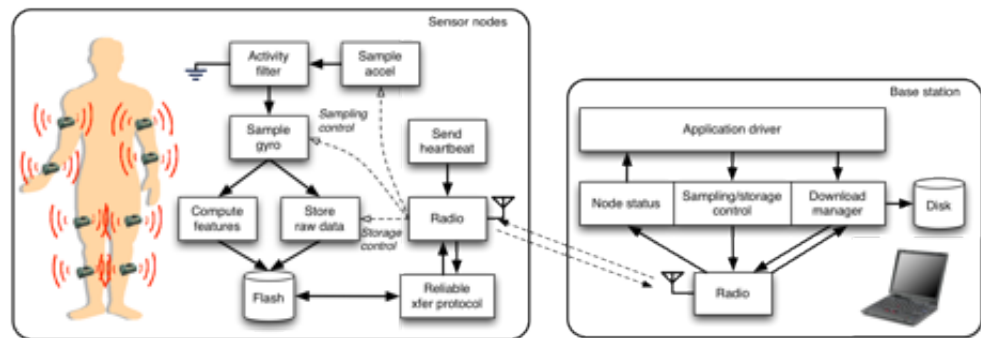 Sensor nodes
Activity
filter
Sample
accel
Sampling
control
Sample
gyro
Send
heartbeat
Compute
features
Store
raw data
Storage
control
Radio
Flash
Reliable
xfer protocol
Base station
Application driver
Node status
Sampling/storage
control
Download
manager
Disk
Radio